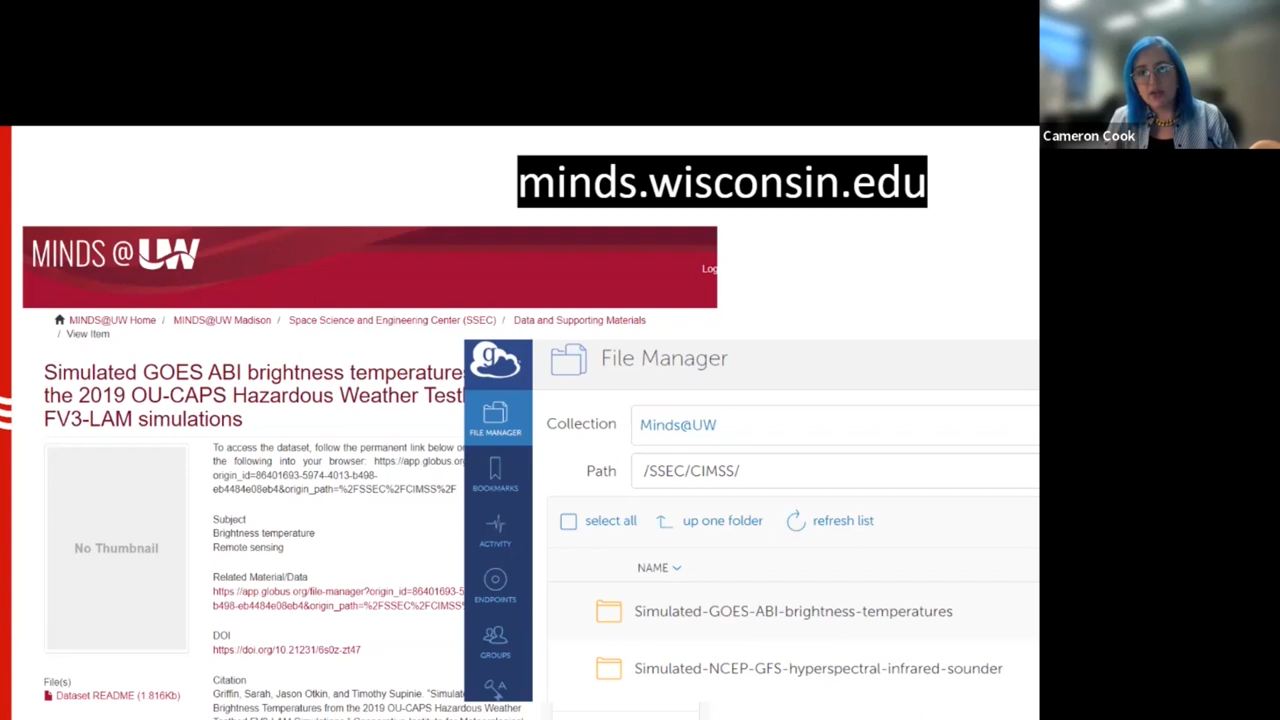 minds.wisconsin.edu
Cameron Cook
MINDS @ UW
Log
MINDS@UW Home / MINDS@UW Madison / Space Science and Engineering Center (SSEC) / Data and Supporting Materials
/ View Item
Simulated GOES ABI brightness temperature
the 2019 OU-CAPS Hazardous Weather Test
FV3-LAM simulations
No Thumbnail
To access the dataset, follow the permanent link below or
the following into your browser: https://app.globus.org
origin_id=86401693-5974-4013-b498-
eb4484e08eb4&origin_path=%2FSSEC%2FCIMSS%2F
Subject
Brightness temperature
Remote sensing
Related Material/Data
https://app.globus.org/file-manager?origin_id=86401693-5
b498-eb4484e08eb4&origin_path=%2FSSEC%2FCIMSS%
DOI
https://doi.org/10.21231/6s0z-zt47
File(s)
Dataset README (1.816Kb)
Citation
Griffin, Sarah, Jason Otkin, and Timothy Supinie. "Simulat
Brightness Temperatures from the 2019 OU-CAPS Hazardous Weather
g
FILE MANAGER
BOOKMARKS
ACTIVITY
ENDPOINTS
GROUPS
File Manager
Collection Minds@UW
Path /SSEC/CIMSS/
select all up one folder refresh list
NAME
Simulated-GOES-ABI-brightness-temperatures
Simulated-NCEP-GFS-hyperspectral-infrared-sounder